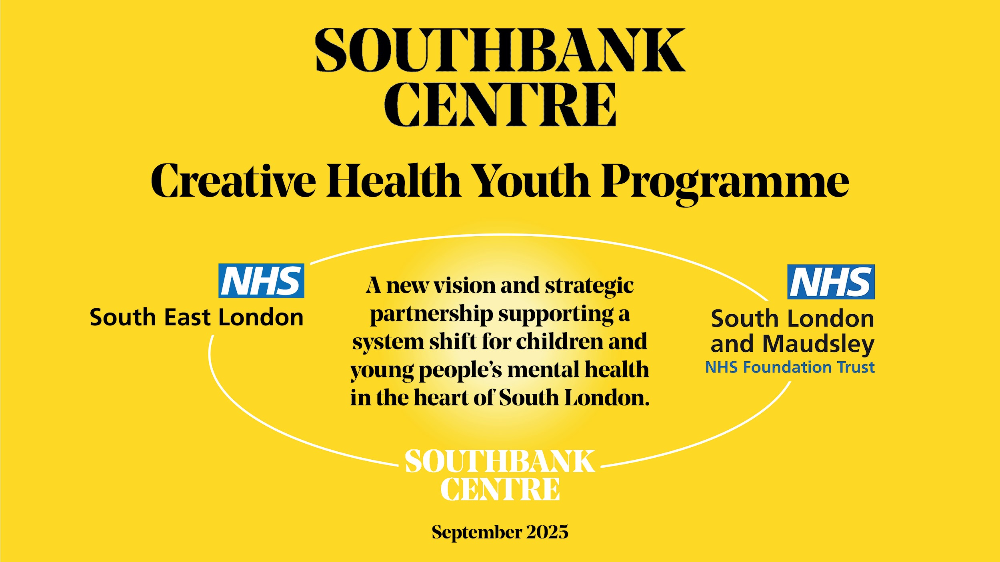 SOUTHBANK
CENTRE
Creative Health Youth Programme
NHS
South East London
A new vision and strategic
partnership supporting a
system shift for children and
young people’s mental health
in the heart of South London.
NHS
South London
and Maudsley
NHS Foundation Trust
SOUTHBANK
CENTRE
September 2025